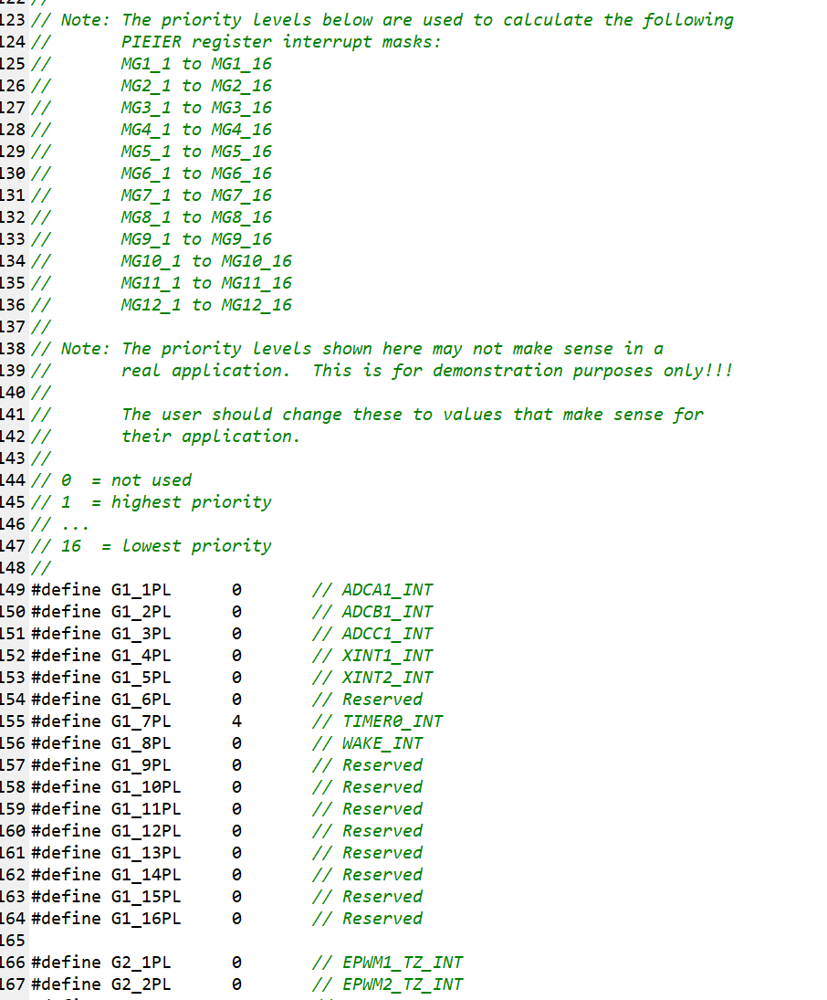 122 //
123 // Note: The priority levels below are used to calculate the following
124 //       PIEIER register interrupt masks:
125 //       MG1_1 to MG1_16
126 //       MG2_1 to MG2_16
127 //       MG3_1 to MG3_16
128 //       MG4_1 to MG4_16
129 //       MG5_1 to MG5_16
130 //       MG6_1 to MG6_16
131 //       MG7_1 to MG7_16
132 //       MG8_1 to MG8_16
133 //       MG9_1 to MG9_16
134 //       MG10_1 to MG10_16
135 //       MG11_1 to MG11_16
136 //       MG12_1 to MG12_16
137 //
138 // Note: The priority levels shown here may not make sense in a
139 //       real application.  This is for demonstration purposes only!!!
140 //
141 //       The user should change these to values that make sense for
142 //       their application.
143 //
144 // 0  = not used
145 // 1  = highest priority
146 // ...
147 // 16  = lowest priority
148 //
149 #define G1_1PL      0       // ADCA1_INT
150 #define G1_2PL      0       // ADCB1_INT
151 #define G1_3PL      0       // ADCC1_INT
152 #define G1_4PL      0       // XINT1_INT
153 #define G1_5PL      0       // XINT2_INT
154 #define G1_6PL      0       // Reserved
155 #define G1_7PL      4       // TIMER0_INT
156 #define G1_8PL      0       // WAKE_INT
157 #define G1_9PL      0       // Reserved
158 #define G1_10PL     0       // Reserved
159 #define G1_11PL     0       // Reserved
160 #define G1_12PL     0       // Reserved
161 #define G1_13PL     0       // Reserved
162 #define G1_14PL     0       // Reserved
163 #define G1_15PL     0       // Reserved
164 #define G1_16PL     0       // Reserved
165
166 #define G2_1PL      0       // EPWM1_TZ_INT
167 #define G2_2PL      0       // EPWM2_TZ_INT